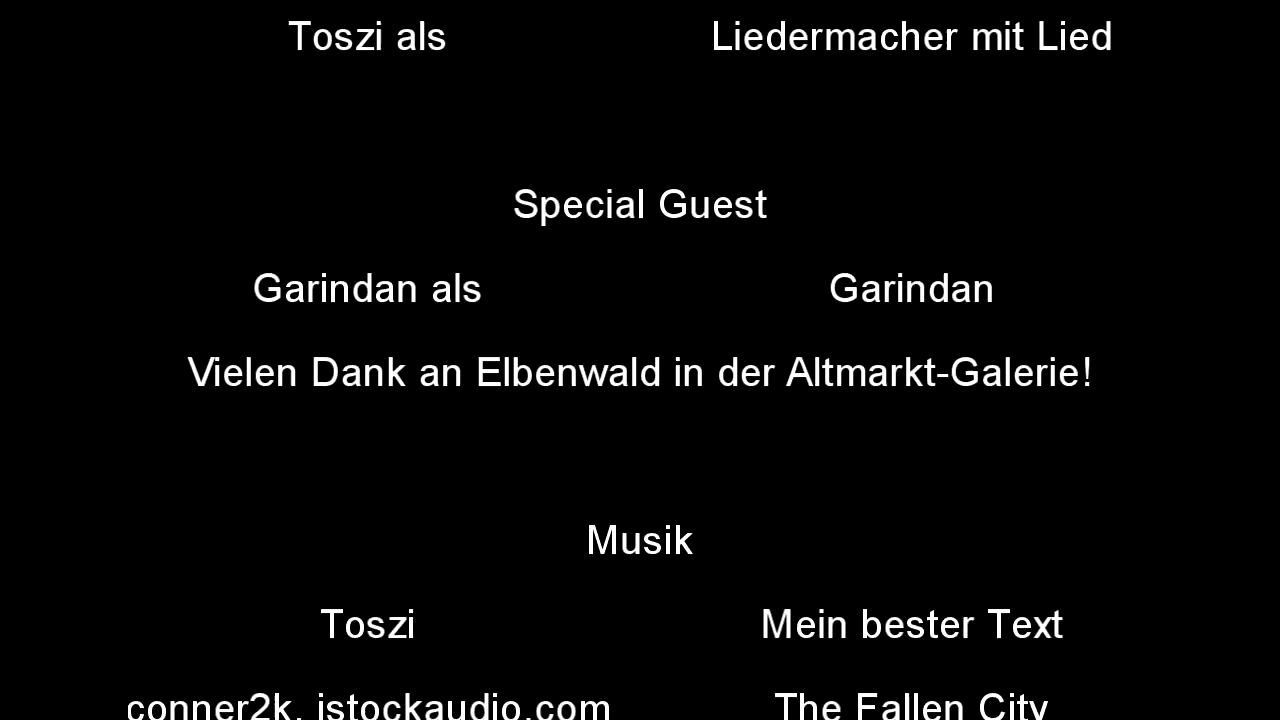 Toszi als Liedermacher mit Lied
Special Guest
Garindan als Garindan
Vielen Dank an Elbenwald in der Altmarkt-Galerie!
Musik
Toszi Mein bester Text
conner2k, istockaudio.com The Fallen City